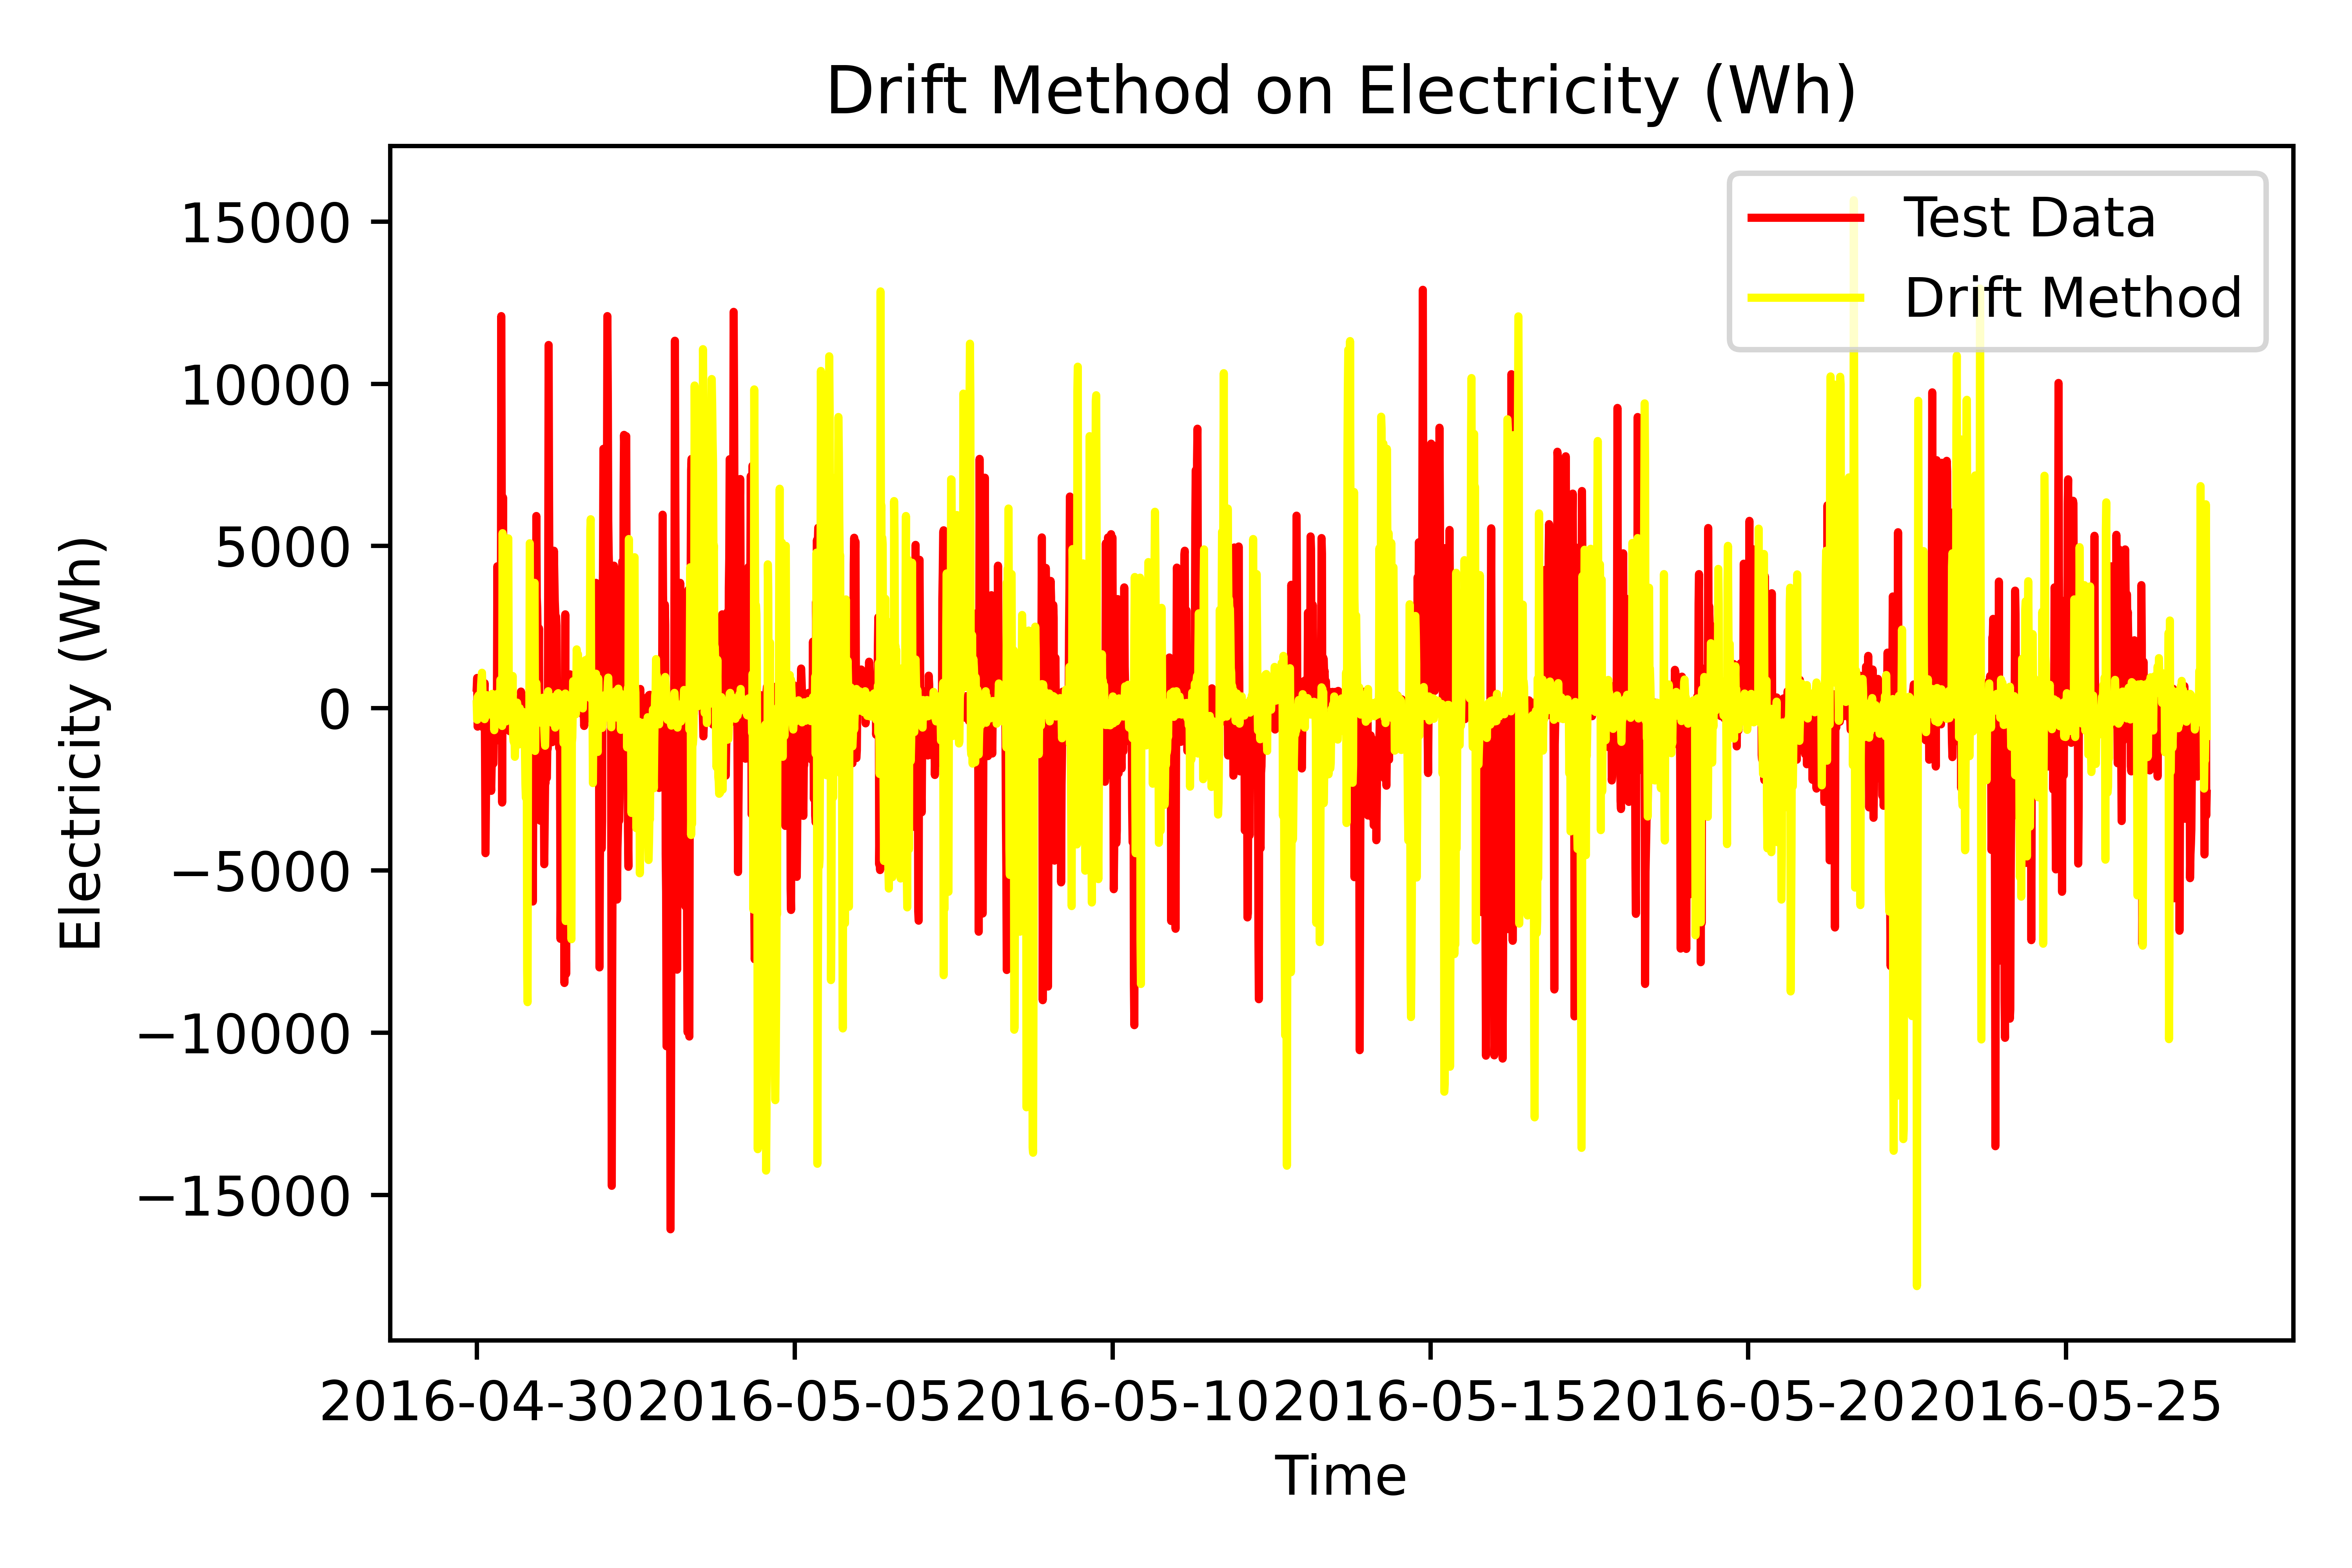 Drift Method on Electricity (Wh)
Test Data
Drift Method
15000
10000
5000
0
−5000
−10000
−15000
Electricity (Wh)
2016-04-30 2016-05-05 2016-05-10 2016-05-15 2016-05-20 2016-05-25
Time